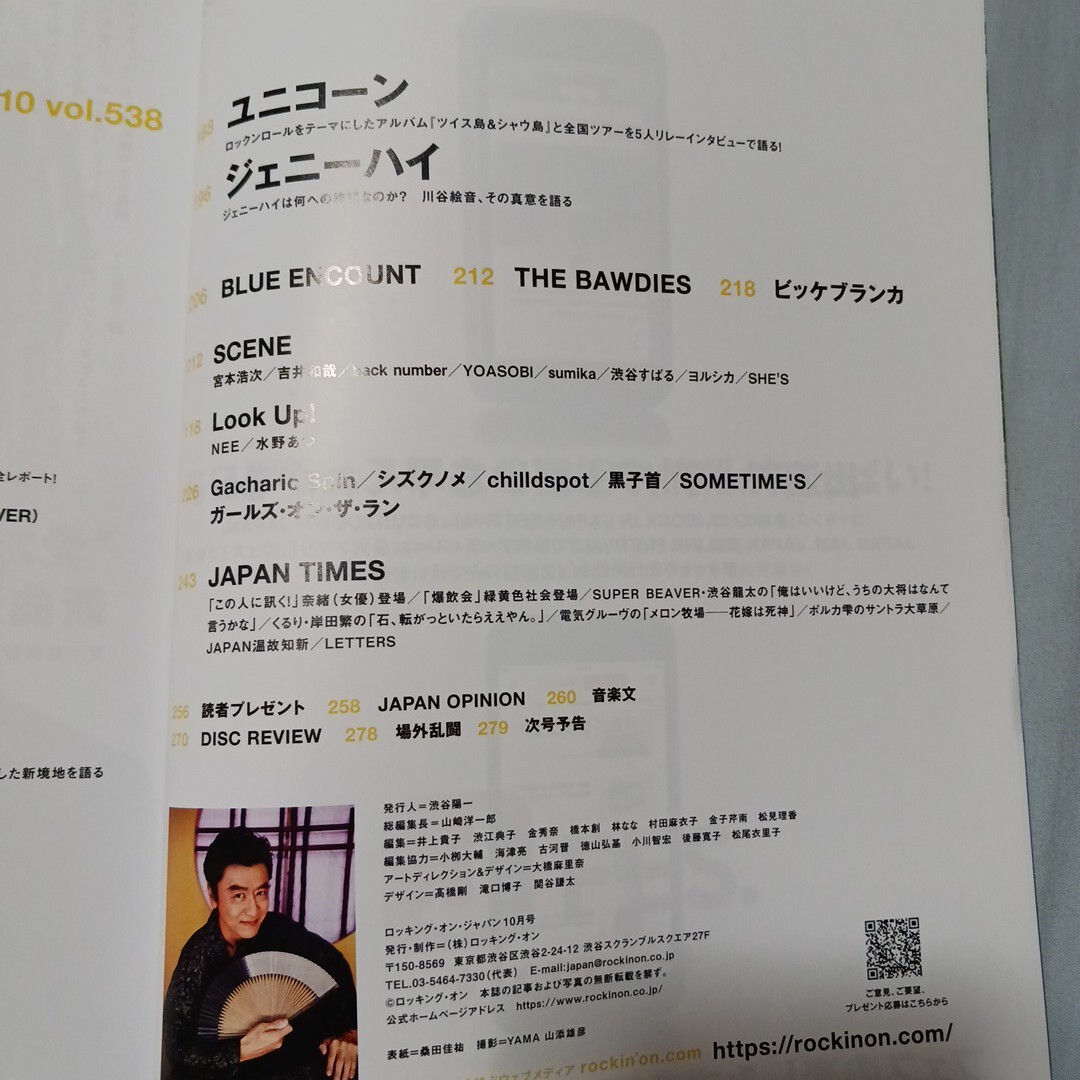 10 vol.538
ユニコーン
ロックンロールをテーマにしたアルバム『ツイス島&シャウ島』と全国ツアーを5人リレーインタビューで語る!
196 ジェニーハイ
ジェニーハイは何への なのか? 川谷絵音、その真意を語る
206 BLUE ENCOUNT 212 THE BAWDIES 218 ビッケブランカ
SCENE
宮本浩次/吉井和哉/back number/YOASOBI/sumika/渋谷すばる/ヨルシカ/SHE'S
118 Look Up!
NEE/水野あつ
226 Gacharic Spin/シズクノメ/chilldspot/黒子首/SOMETIME'S/
ガールズ・オン・ザ・ラン
243 JAPAN TIMES
「この人に訊く!」奈緒(女優)登場/「爆飲会」緑黄色社会登場/SUPER BEAVER・渋谷龍太の「俺はいいけど、うちの大将はなんて
言うかな」/くるり・岸田繁の「石、転がっといたらええやん。」/電気グルーヴの「メロン牧場──花嫁は死神」/ポルカ雫のサントラ大草原/
JAPAN温故知新/LETTERS
256 読者プレゼント 258 JAPAN OPINION 260 音楽文
270 DISC REVIEW 278 場外乱闘 279 次号予告
全レポート!
VER)
した新境地を語る
発行人=渋谷陽一
総編集長=山崎洋一郎
編集=井上貴子 渋江典子 金秀奈 橋本創 林なな 村田麻衣子 金子芹南 松見理香
編集協力=小栁大輔 海津亮 古河晋 徳山弘基 小川智宏 後藤寛子 松尾衣里子
アートディレクション&デザイン=大橋麻里奈
デザイン=髙橋剛 滝口博子 関谷謙太
ロッキング・オン・ジャパン10月号
発行・制作=(株)ロッキング・オン
〒150-8569 東京都渋谷区渋谷2-24-12 渋谷スクランブルスクエア27F
TEL.03-5464-7330(代表) E-mail:japan@rockinon.co.jp
©ロッキング・オン 本誌の記事および写真の無断転載を禁ず。
公式ホームページアドレス https://www.rockinon.co.jp/
表紙=桑田佳祐 撮影=YAMA 山添雄彦
ご意見、ご要望、
プレゼント応募はこちらから
ウェブメディア rockin'on.com https://rockinon.com/